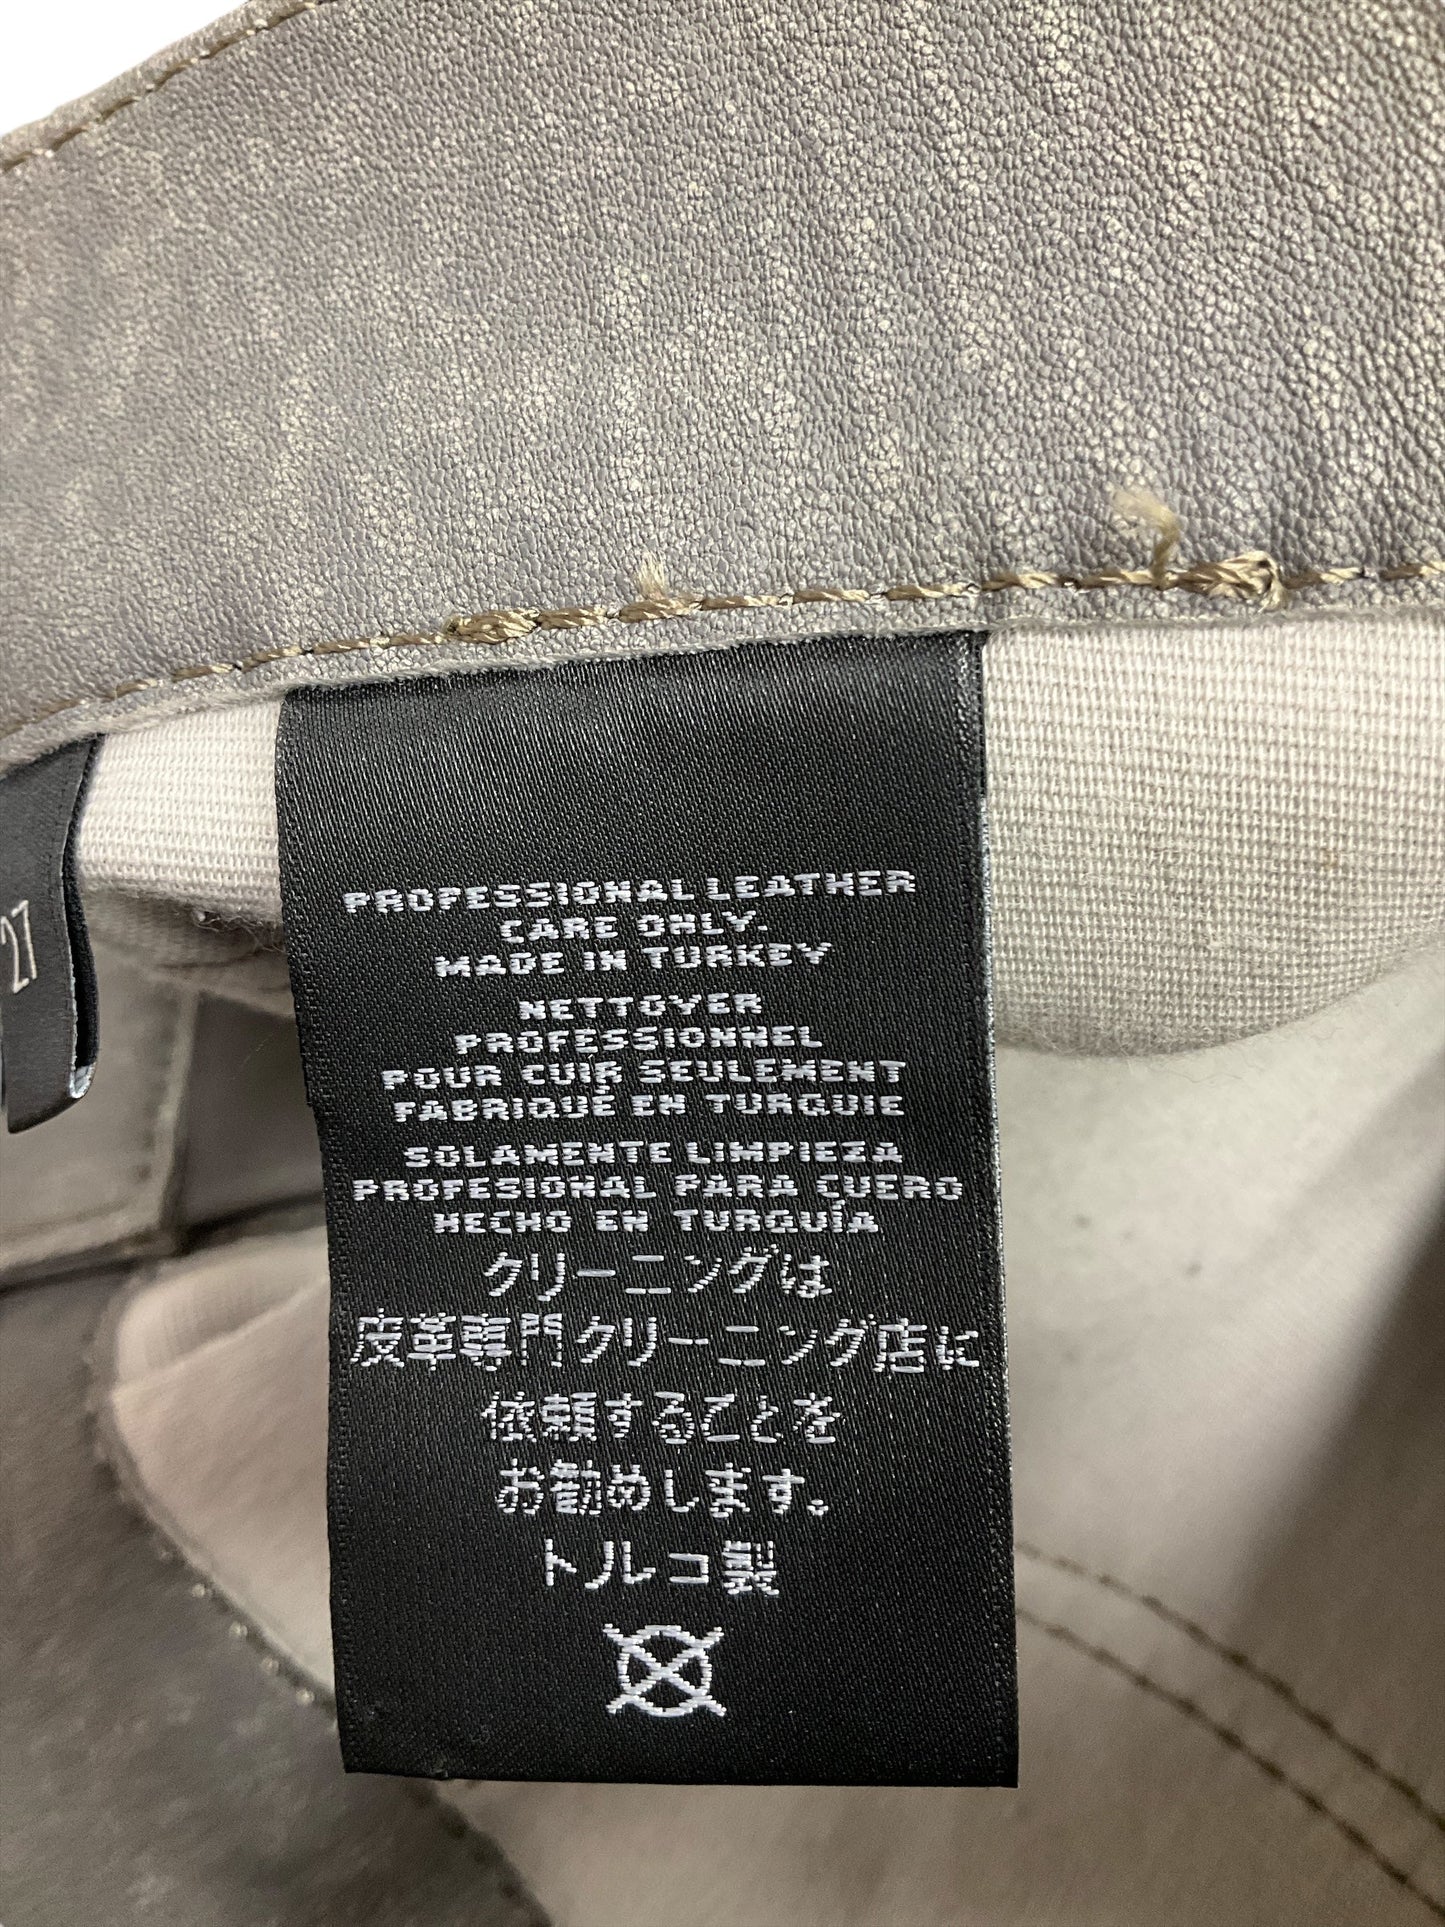 27
PROFESSIONAL LEATHER
CARE ONLY.
MADE IN TURKEY
NETTOYER
PROFESSIONNEL
POUR CUIR SEULEMENT
FABRIQUÉ EN TURQUIE
SOLAMENTE LIMPIEZA
PROFESIONAL PARA CUERO
HECHO EN TURQUÍA
クリーニングは
皮革専門クリーニング店に
依頼することを
お勧めします。
トルコ製